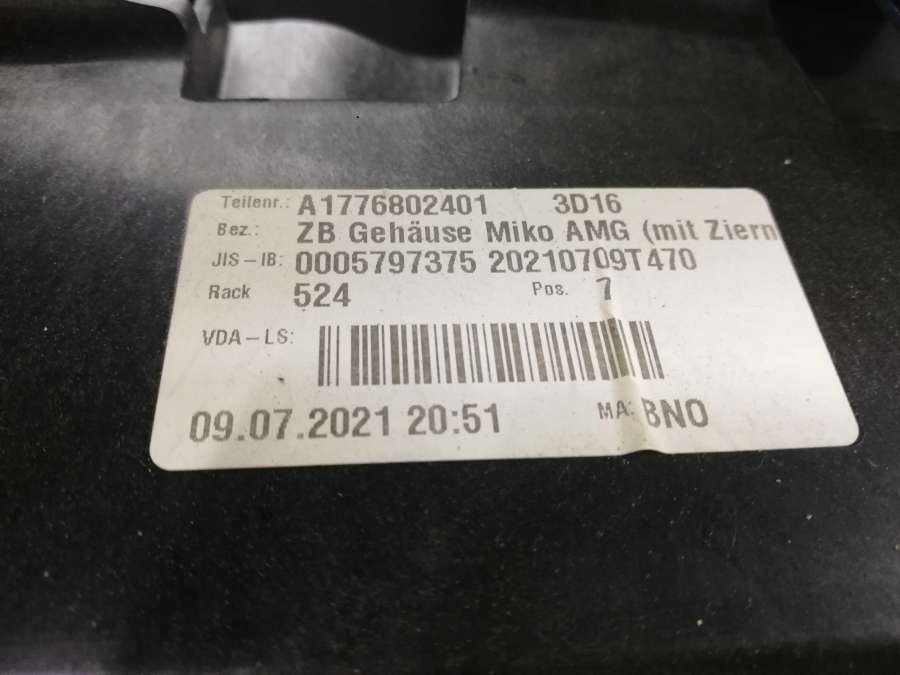 Teilenr.: A1776802401 3D16
Bez.: ZB Gehäuse Miko AMG (mit Ziern
JIS-IB: 0005797375 20210709T470
Rack 524 Pos. 7
VDA-LS:
09.07.2021 20:51 MA: BNO